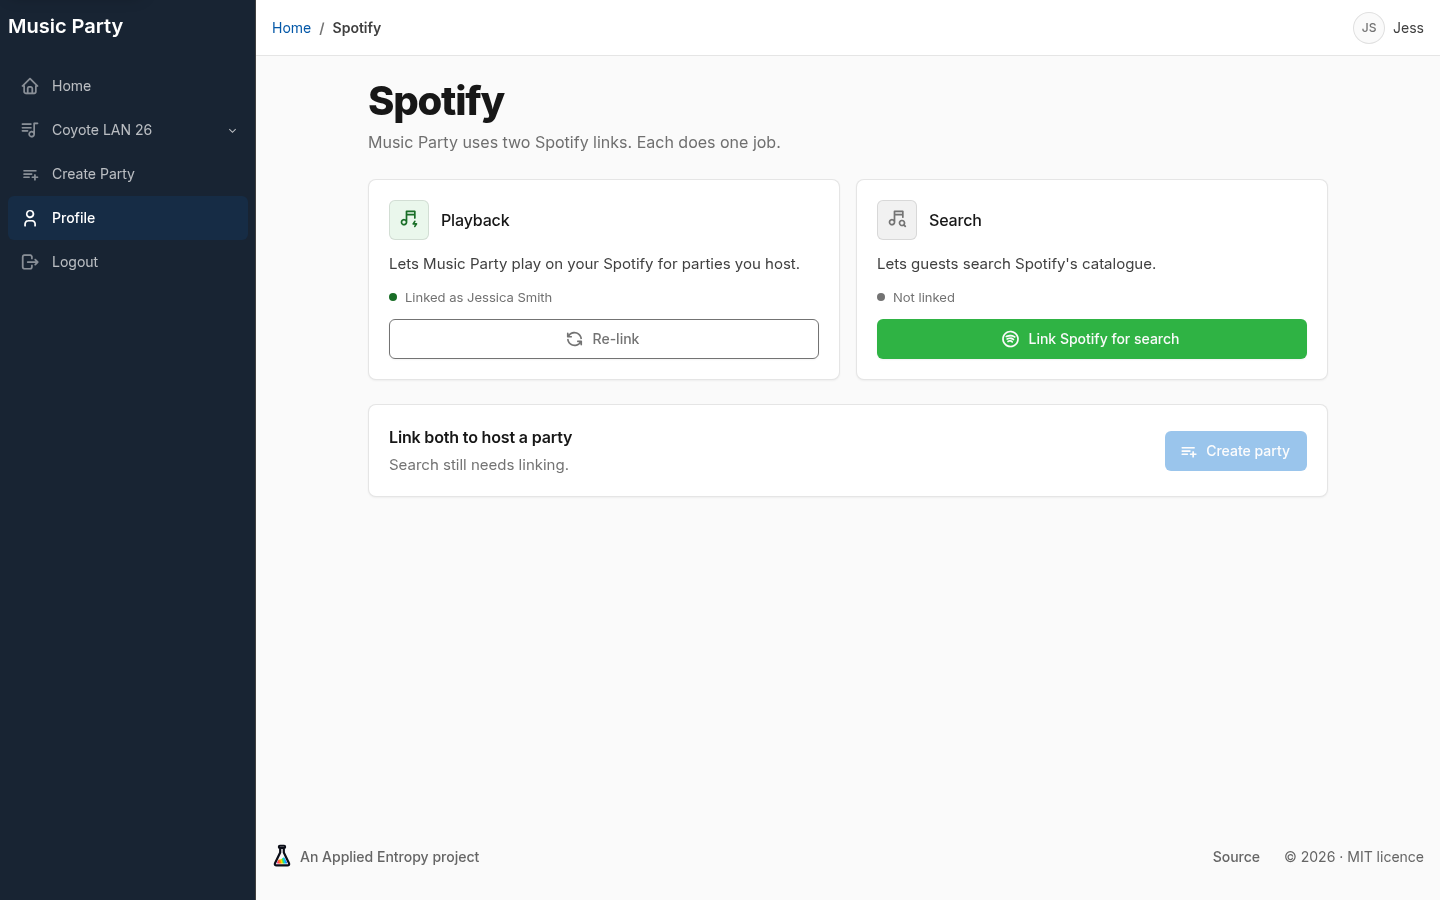 Music Party
Home
Coyote LAN 26
Create Party
Profile
Logout
Home / Spotify
JS Jess
Spotify
Music Party uses two Spotify links. Each does one job.
Playback
Lets Music Party play on your Spotify for parties you host.
Linked as Jessica Smith
Re-link
Search
Lets guests search Spotify's catalogue.
Not linked
Link Spotify for search
Link both to host a party
Search still needs linking.
Create party
An Applied Entropy project
Source
© 2026 · MIT licence